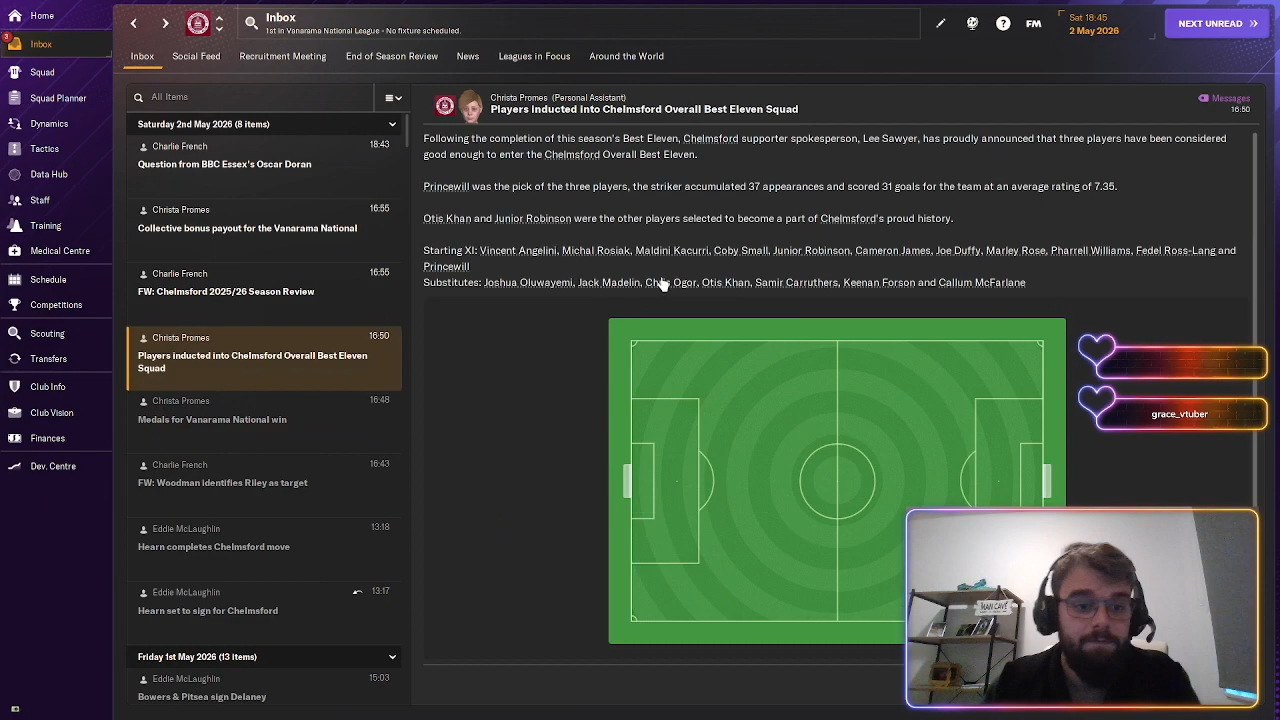 Home
3
Inbox
Squad
Squad Planner
Dynamics
Tactics
Data Hub
Staff
Training
Medical Centre
Schedule
Competitions
Scouting
Transfers
Club Info
Club Vision
Finances
Dev. Centre
Inbox
1st in Vanarama National League - No fixture scheduled.
FM
Sat 18:45
2 May 2026
NEXT UNREAD
Inbox
Social Feed
Recruitment Meeting
End of Season Review
News
Leagues in Focus
Around the World
All Items
Saturday 2nd May 2026 (8 items)
Charlie French
18:43
Question from BBC Essex's Oscar Doran
Christa Promes
16:55
Collective bonus payout for the Vanarama National
Charlie French
16:55
FW: Chelmsford 2025/26 Season Review
Christa Promes
16:50
Players inducted into Chelmsford Overall Best Eleven
Squad
Christa Promes
16:48
Medals for Vanarama National win
Charlie French
16:43
FW: Woodman identifies Riley as target
Eddie McLaughlin
13:18
Hearn completes Chelmsford move
Eddie McLaughlin
13:17
Hearn set to sign for Chelmsford
Friday 1st May 2026 (13 items)
Eddie McLaughlin
15:03
Bowers & Pitsea sign Delaney
Christa Promes (Personal Assistant)
Players Inducted Into Chelmsford Overall Best Eleven Squad
Messages
16:50
Following the completion of this season's Best Eleven, Chelmsford supporter spokesperson, Lee Sawyer, has proudly announced that three players have been considered
good enough to enter the Chelmsford Overall Best Eleven.
Princewill was the pick of the three players, the striker accumulated 37 appearances and scored 31 goals for the team at an average rating of 7.35.
Otis Khan and Junior Robinson were the other players selected to become a part of Chelmsford's proud history.
Starting XI: Vincent Angelini, Michal Rosiak, Maldini Kacurri, Coby Small, Junior Robinson, Cameron James, Joe Duffy, Marley Rose, Pharrell Williams, Fedel Ross-Lang and
Princewill
Substitutes: Joshua Oluwayemi, Jack Madelin, Ogor, Otis Khan, Samir Carruthers, Keenan Forson and Callum McFarlane
grace_vtuber
MAN CAVE